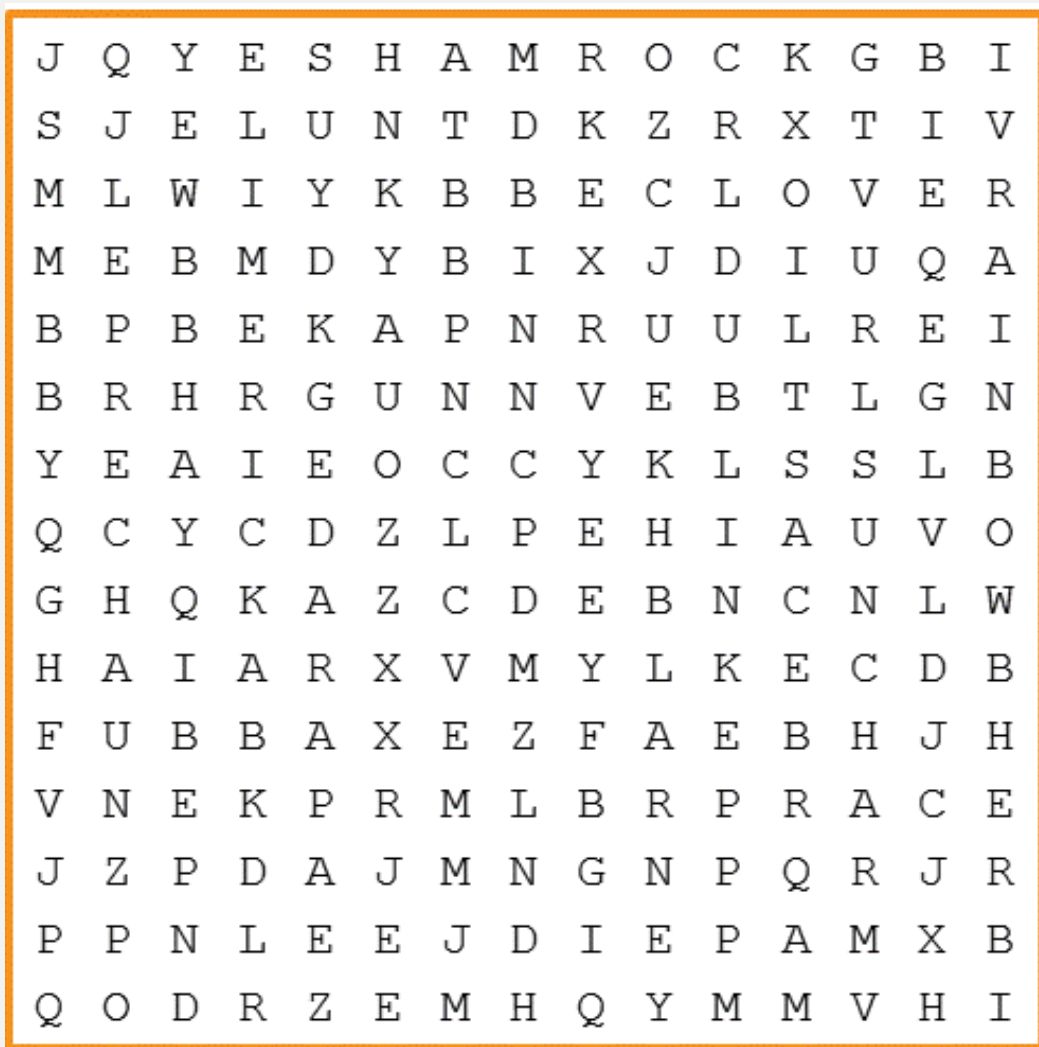 J Q Y E S H A M R O C K G B I
S J E L U N T D K Z R X T I V
M L W I Y K B B E C L O V E R
M E B M D Y B I X J D I U Q A
B P B E K A P N R U U L R E I
B R H R G U N N V E B T L G N
Y E A I E O C C Y K L S S L B
Q C Y C D Z L P E H I A U V O
G H Q K A Z C D E B N C N L W
H A I A R X V M Y L K E C D B
F U B B A X E Z F A E B H J H
V N E K P R M L B R P R A C E
J Z P D A J M N G N P Q R J R
P P N L E E J D I E P A M X B
Q O D R Z E M H Q Y M M V H I